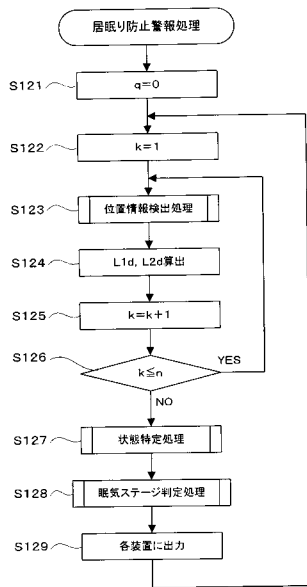 居眠り防止警報処理
S121 q=0
S122 k=1
S123 位置情報検出処理
S124 L1d, L2d算出
S125 k=k+1
S126 k≦n YES
NO
S127 状態特定処理
S128 眠気ステージ判定処理
S129 各装置に出力